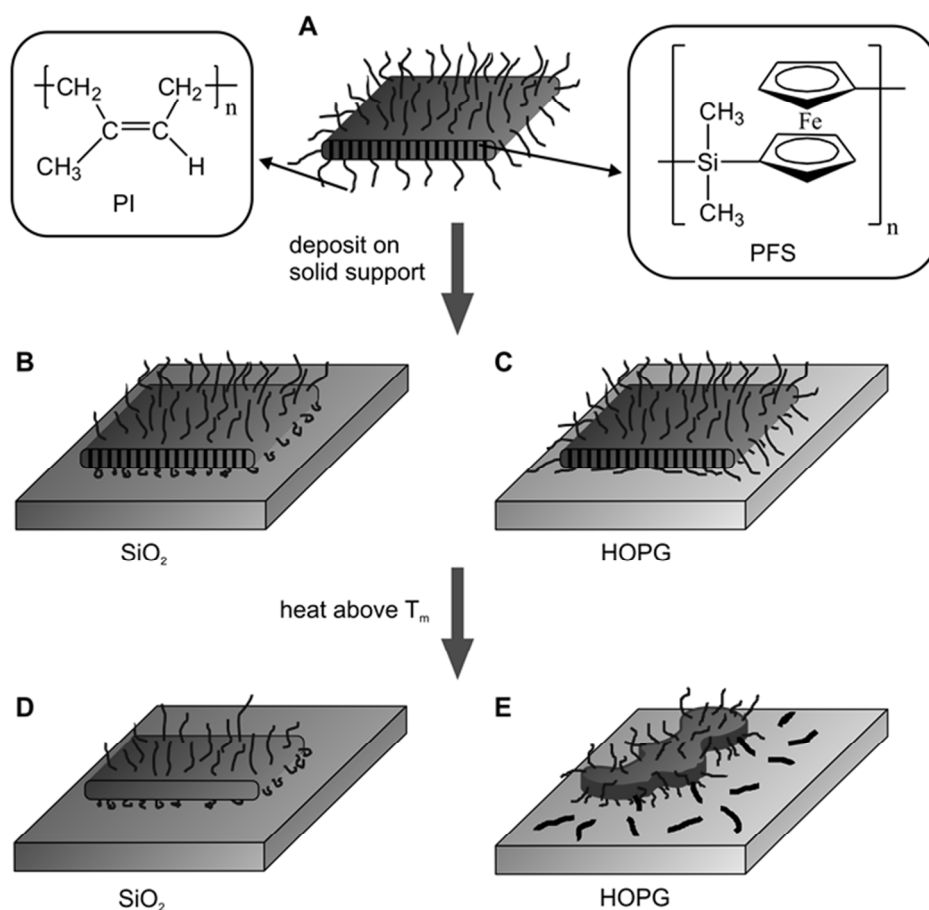 A
CH₂ CH₂ n
C=C
CH₃ H
PI
CH₃
Fe
Si
CH₃
n
PFS
deposit on
solid support
B
C
SiO₂
HOPG
heat above Tₘ
D
E
SiO₂
HOPG